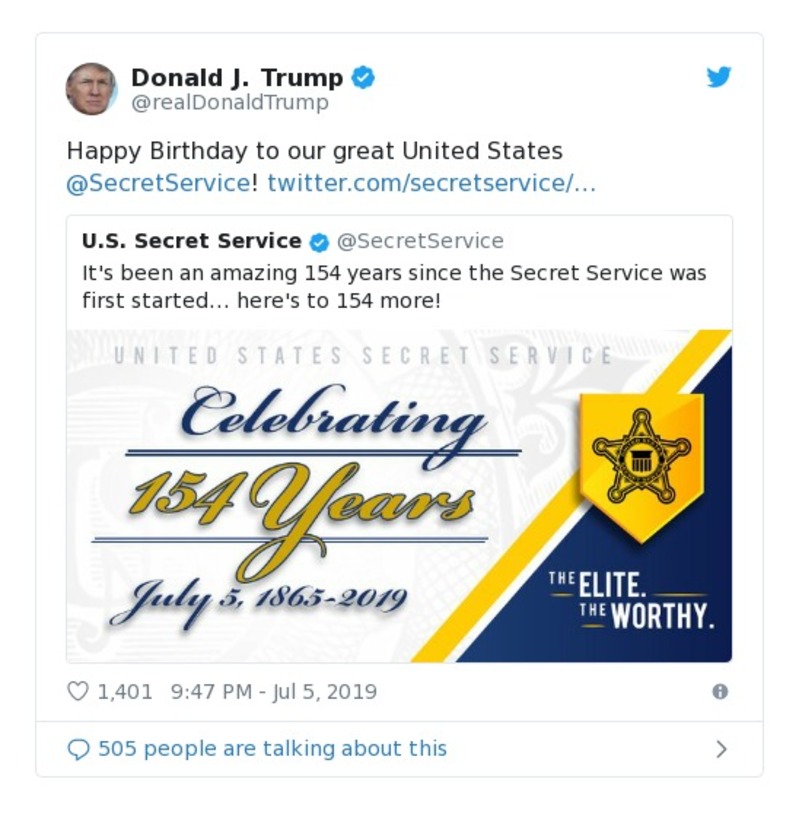 Donald J. Trump
@realDonaldTrump
Happy Birthday to our great United States
@SecretService! twitter.com/secretservice/…
U.S. Secret Service @SecretService
It's been an amazing 154 years since the Secret Service was
first started… here's to 154 more!
UNITED STATES SECRET SERVICE
Celebrating
154 Years
July 5, 1865-2019
THE ELITE.
THE WORTHY.
1,401 9:47 PM - Jul 5, 2019
505 people are talking about this